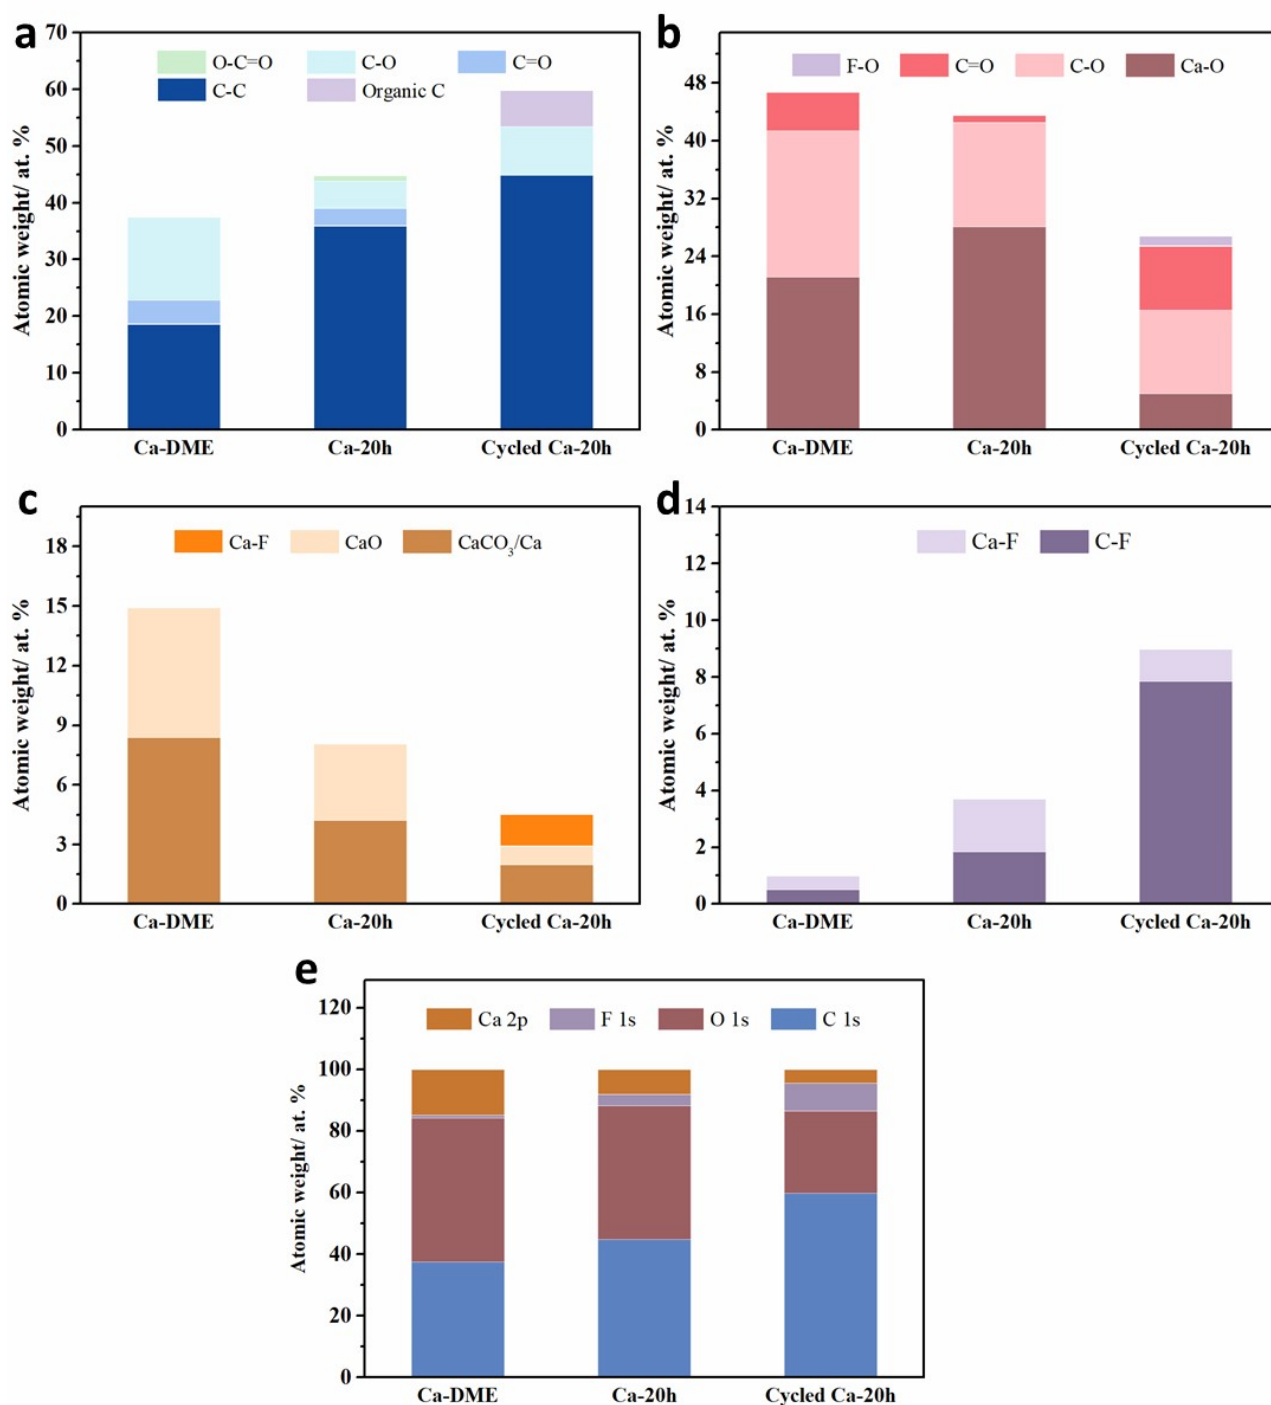 a
70
60
50
40
30
20
10
0
Atomic weight/ at. %
O-C=O C-O C=O
C-C Organic C
Ca-DME Ca-20h Cycled Ca-20h
b
48
40
32
24
16
8
0
Atomic weight/ at. %
F-O C=O C-O Ca-O
Ca-DME Ca-20h Cycled Ca-20h
c
18
15
12
9
6
3
0
Atomic weight/ at. %
Ca-F CaO CaCO₃/Ca
Ca-DME Ca-20h Cycled Ca-20h
d
14
12
10
8
6
4
2
0
Atomic weight/ at. %
Ca-F C-F
Ca-DME Ca-20h Cycled Ca-20h
e
120
100
80
60
40
20
0
Atomic weight/ at. %
Ca 2p F 1s O 1s C 1s
Ca-DME Ca-20h Cycled Ca-20h